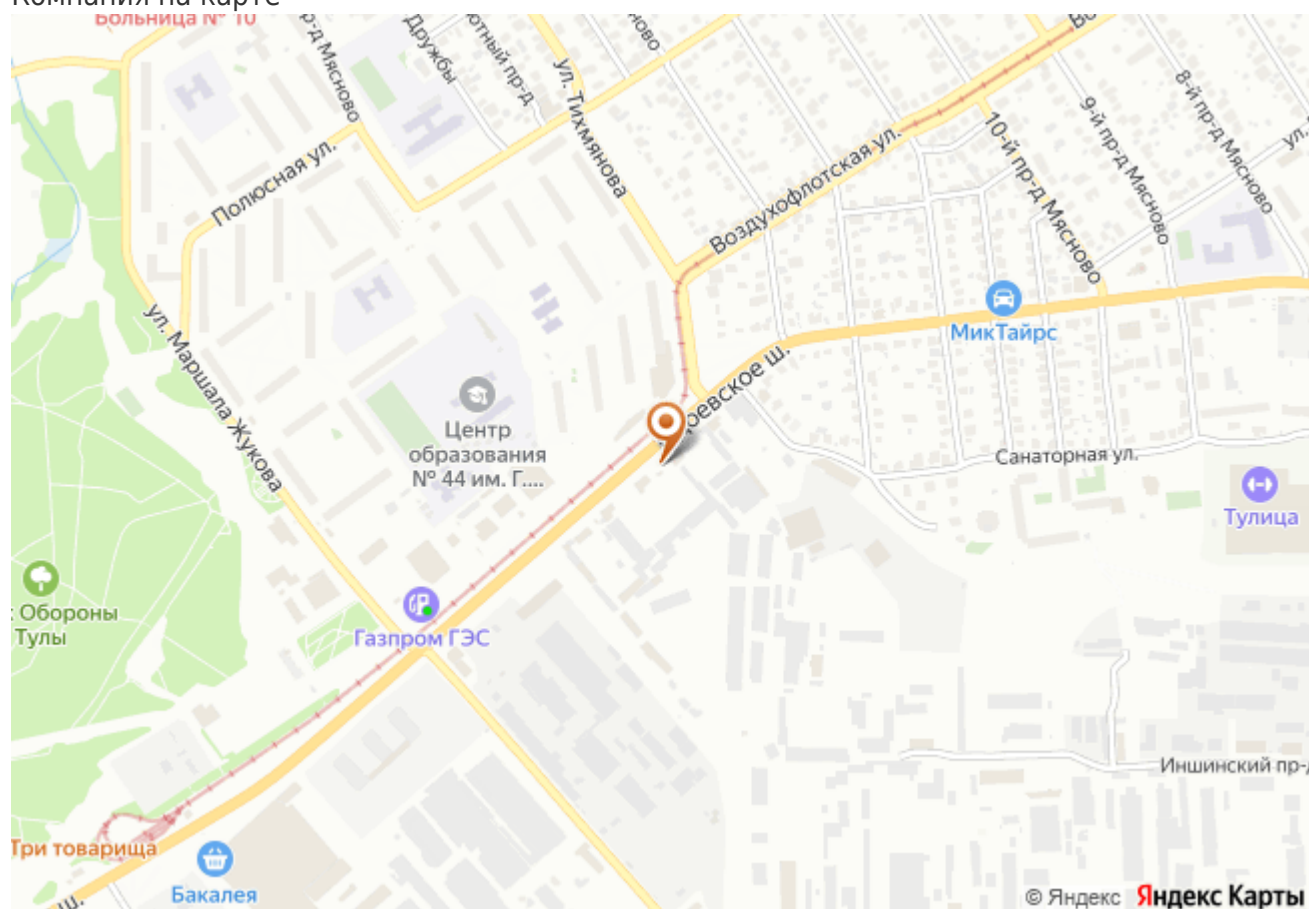 Компания на карте
Больница № 10
Дружбы
ул. Тихмянова
Полюсная ул.
Воздухофлотская ул.
10-й пр-д Мясново
9-й пр-д Мясново
8-й пр-д Мясново
ул. Маршала Жукова
МикТайрс
Центр
образования
№ 44 им. Г....
Санаторная ул.
Тулица
Обороны
Тулы
Газпром ГЭС
Иншинский пр-
Три товарища
Бакалея
ш.
© Яндекс Яндекс Карты